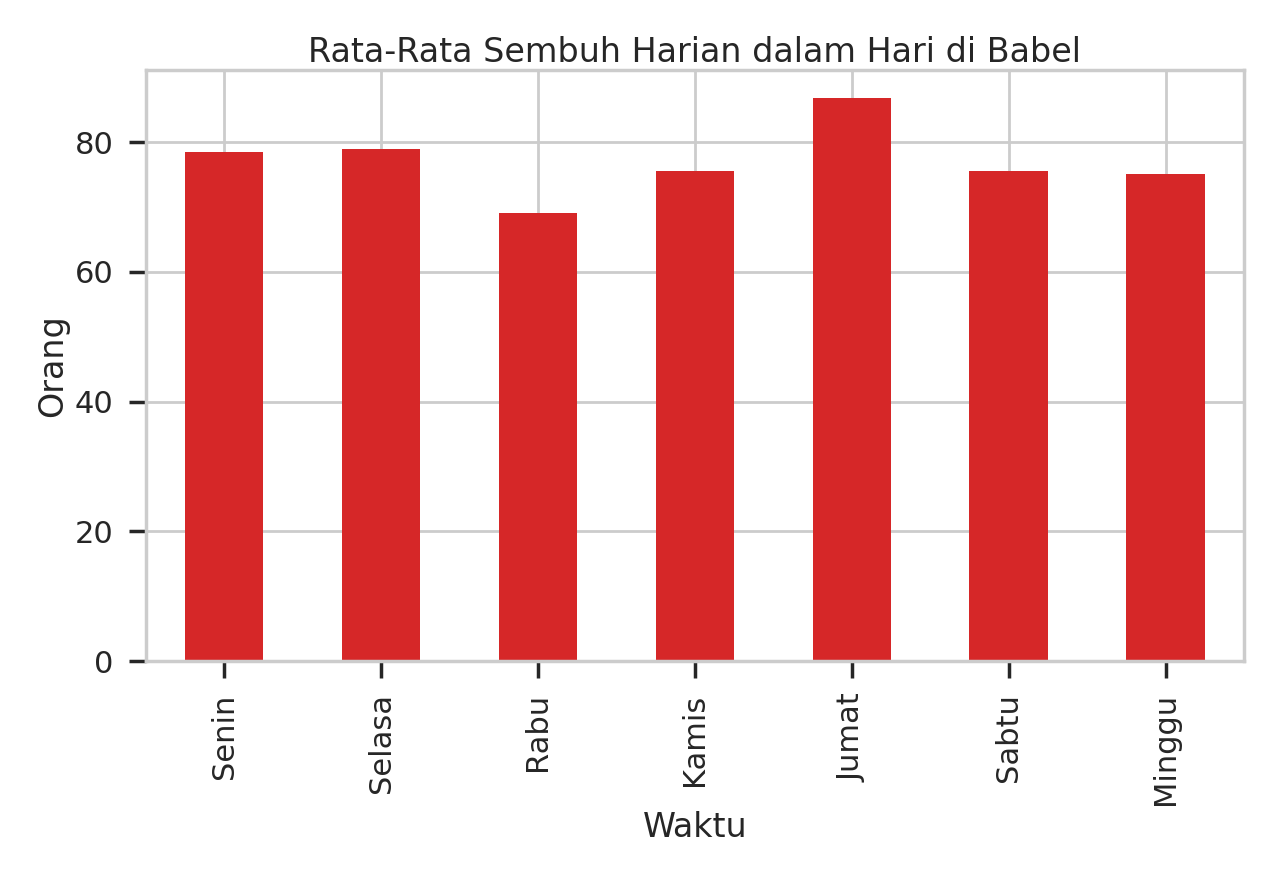 Rata-Rata Sembuh Harian dalam Hari di Babel
Orang
80
60
40
20
0
Senin
Selasa
Rabu
Kamis
Jumat
Sabtu
Minggu
Waktu